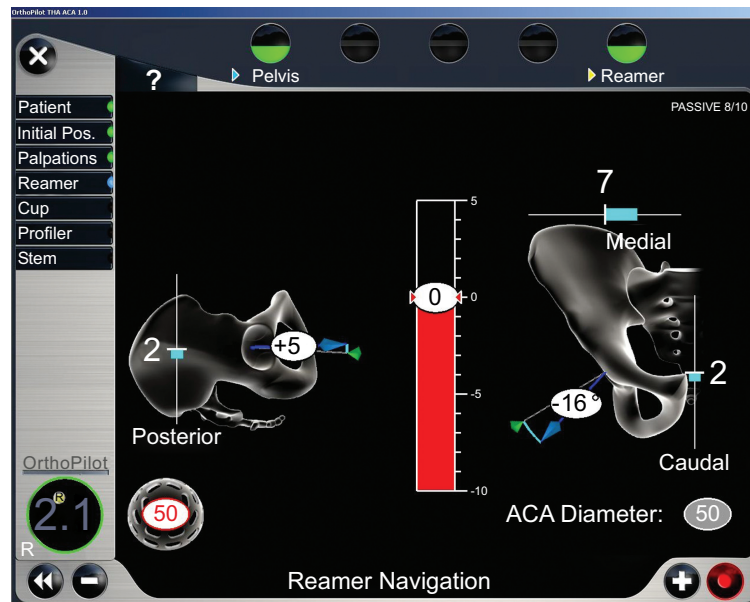 OrthoPilot THA ACA 1.0
?
Pelvis
Reamer
PASSIVE 8/10
Patient
Initial Pos.
Palpations
Reamer
Cup
Profiler
Stem
7
Medial
5
0
0
-5
-10
2
+5
Posterior
-16 °
2
Caudal
OrthoPilot
R
2.1
R
50
ACA Diameter: 50
Reamer Navigation